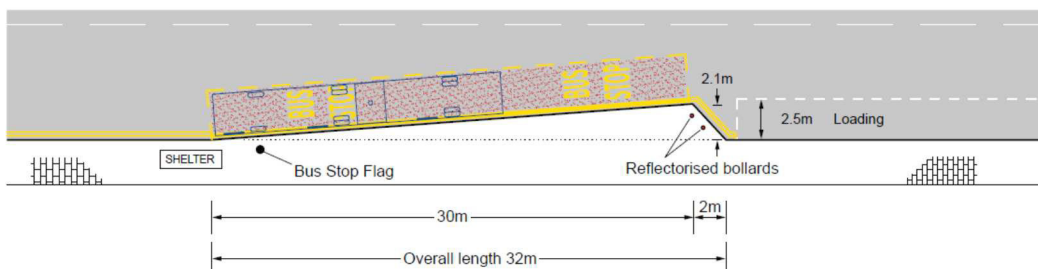 BUS
STOP
BUS
STOP
2.1m
2.5m Loading
SHELTER
Bus Stop Flag
Reflectorised bollards
30m
2m
Overall length 32m